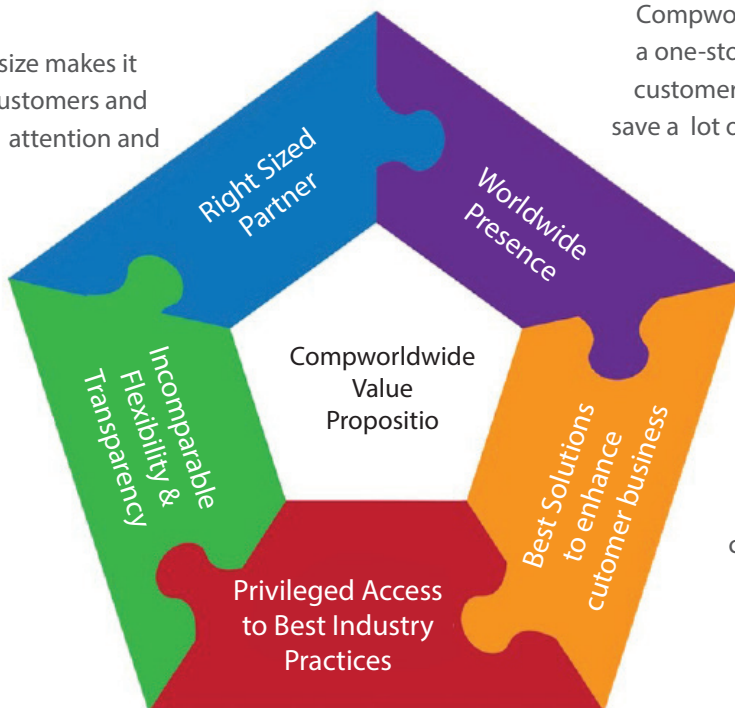 size makes it
ustomers and
attention and
Compwo
a one-sto
customer
save a lot o
Right Sized
Partner
Worldwide
Presence
Incomparable
Flexibility &
Transparency
Compworldwide
Value
Propositio
Best Solutions
to enhance
cutomer business
Privileged Access
to Best Industry
Practices